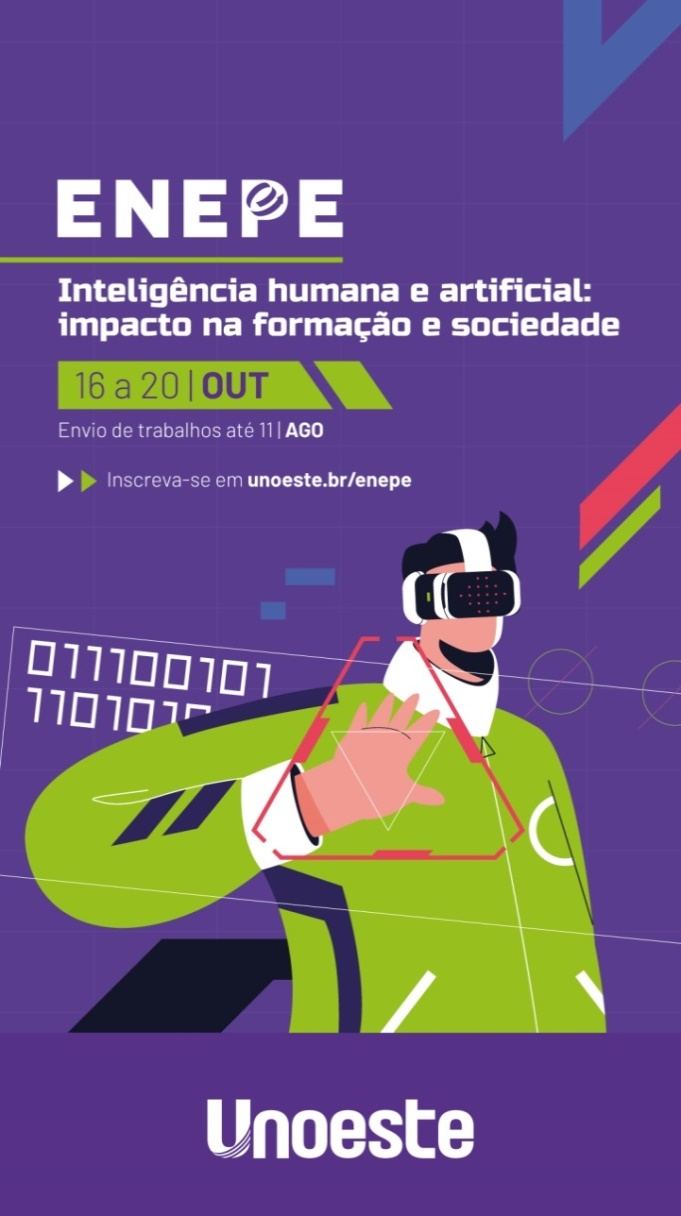 ENEPE
Inteligência humana e artificial:
impacto na formação e sociedade
16 a 20 | OUT
Envio de trabalhos até 11 | AGO
Inscreva-se em unoeste.br/enepe
011100101
110101
Unoeste